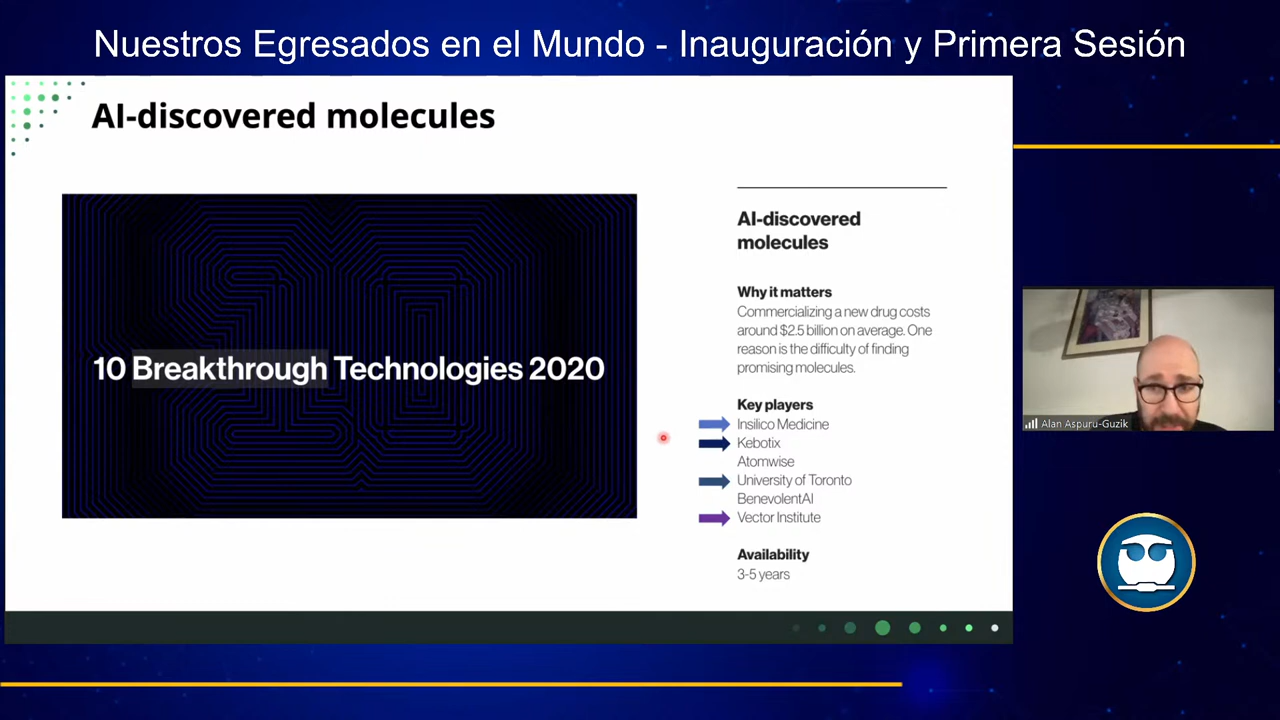 Nuestros Egresados en el Mundo - Inauguración y Primera Sesión
AI-discovered molecules
10 Breakthrough Technologies 2020
AI-discovered
molecules
Why it matters
Commercializing a new drug costs
around $2.5 billion on average. One
reason is the difficulty of finding
promising molecules.
Key players
Insilico Medicine
Kebotix
Atomwise
University of Toronto
BenevolentAI
Vector Institute
Availability
3-5 years
Alan Aspuru-Guzik